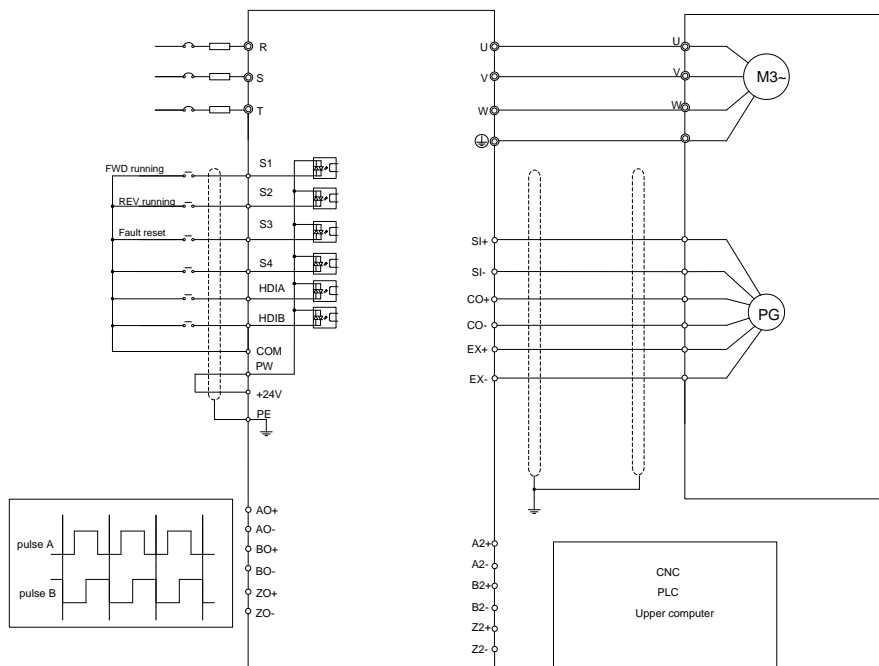 R
S
T
U
V
W
U
V
W
M3~
FWD running
REV running
Fault reset
S1
S2
S3
S4
HDIA
HDIB
COM
PW
+24V
PE
SI+
SI-
CO+
CO-
EX+
EX-
PG
pulse A
pulse B
AO+
AO-
BO+
BO-
ZO+
ZO-
A2+
A2-
B2+
B2-
Z2+
Z2-
CNC
PLC
Upper computer